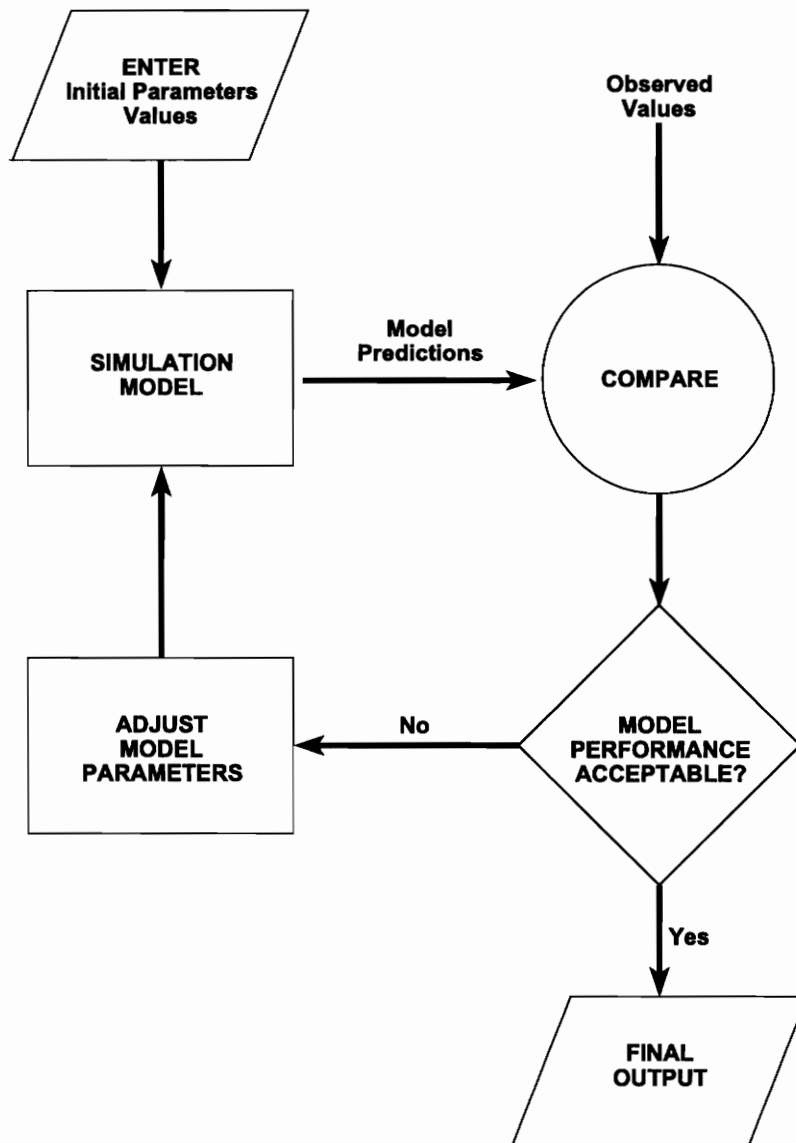 ENTER
Initial Parameters
Values
Observed
Values
SIMULATION
MODEL
Model
Predictions
COMPARE
ADJUST
MODEL
PARAMETERS
No
MODEL
PERFORMANCE
ACCEPTABLE?
Yes
FINAL
OUTPUT